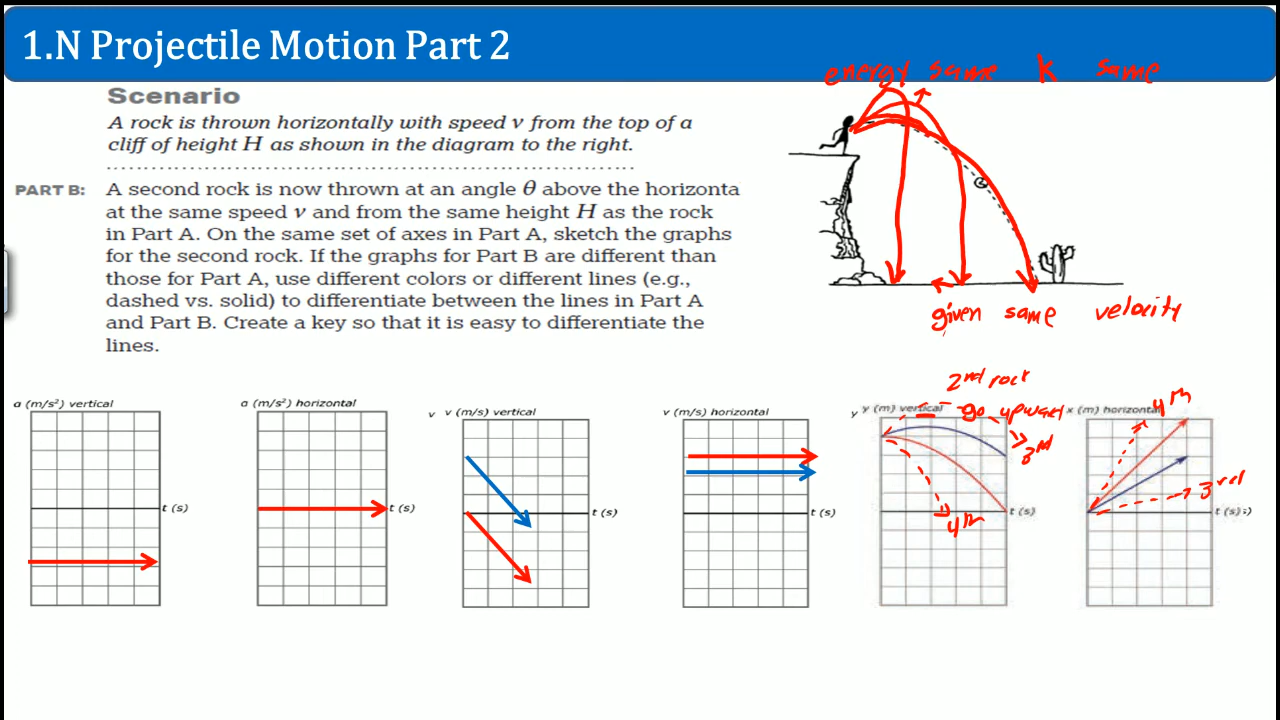 1.N Projectile Motion Part 2
energy same k same
Scenario
A rock is thrown horizontally with speed v from the top of a
cliff of height H as shown in the diagram to the right.
PART B: A second rock is now thrown at an angle θ above the horizonta
at the same speed v and from the same height H as the rock
in Part A. On the same set of axes in Part A, sketch the graphs
for the second rock. If the graphs for Part B are different than
those for Part A, use different colors or different lines (e.g.,
dashed vs. solid) to differentiate between the lines in Part A
and Part B. Create a key so that it is easy to differentiate the
lines.
given same velocity
2nd rock
go upward
a (m/s²) vertical
t (s)
a (m/s²) horizontal
t (s)
v v (m/s) vertical
t (s)
v (m/s) horizontal
t (s)
y y (m) vertical
3rd
4th
t (s)
x (m) horizontal
4th
3rd
t (s)